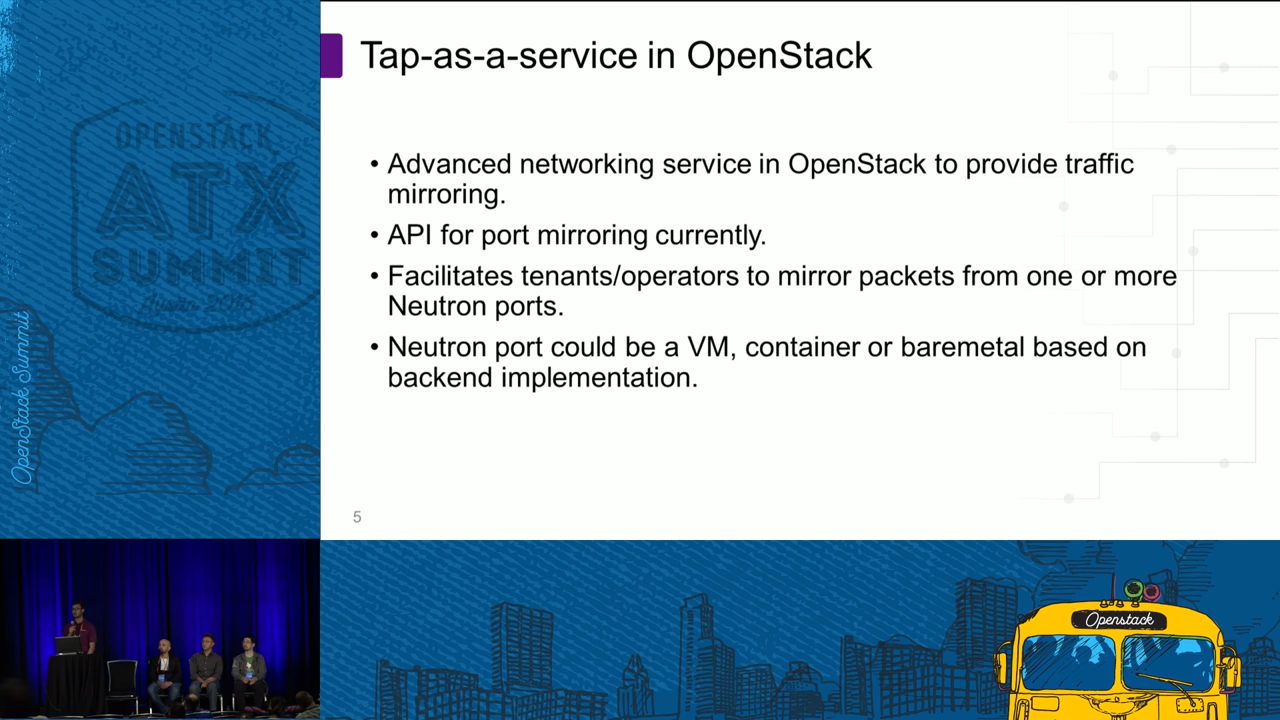 Tap-as-a-service in OpenStack
• Advanced networking service in OpenStack to provide traffic
mirroring.
• API for port mirroring currently.
• Facilitates tenants/operators to mirror packets from one or more
Neutron ports.
• Neutron port could be a VM, container or baremetal based on
backend implementation.
5
OPENSTACK
ATX
SUMMIT
Austin 2016
OpenStack Summit
Openstack